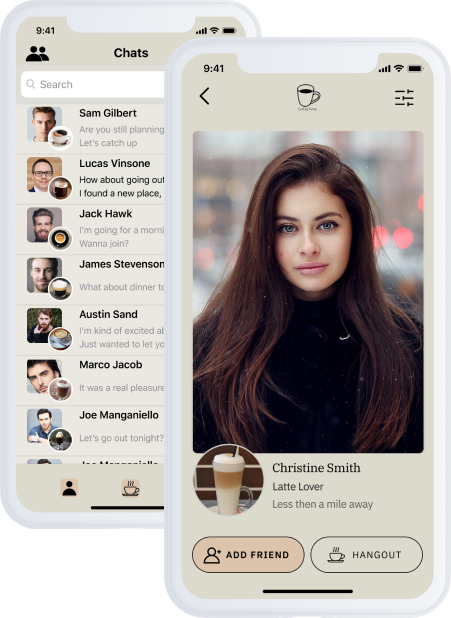 9:41
Chats
Search
Sam Gilbert
Are you still planning
Let's catch up
Lucas Vinsone
How about going out
I found a new place,
Jack Hawk
I'm going for a morni
Wanna join?
James Stevenson
What about dinner to
Austin Sand
I'm kind of excited ab
Just wanted to let yo
Marco Jacob
It was a real pleasure
Joe Manganiello
Let's go out tonight?
Joe Manganiello
9:41
Christine Smith
Latte Lover
Less then a mile away
ADD FRIEND
HANGOUT